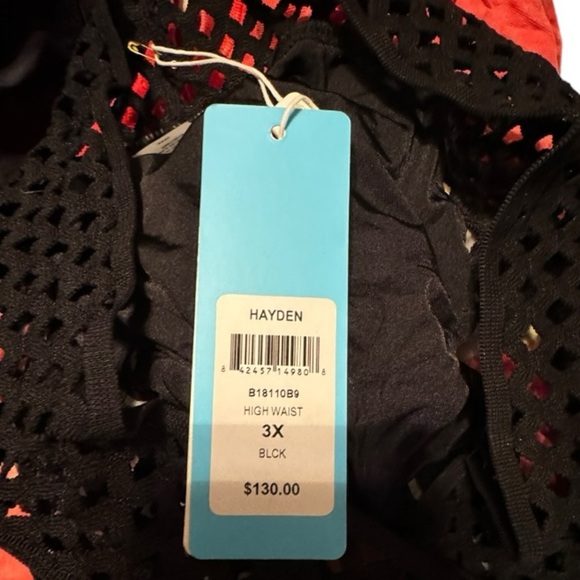 HAYDEN
8 42457 14980 8
B18110B9
HIGH WAIST
3X
BLCK
$130.00